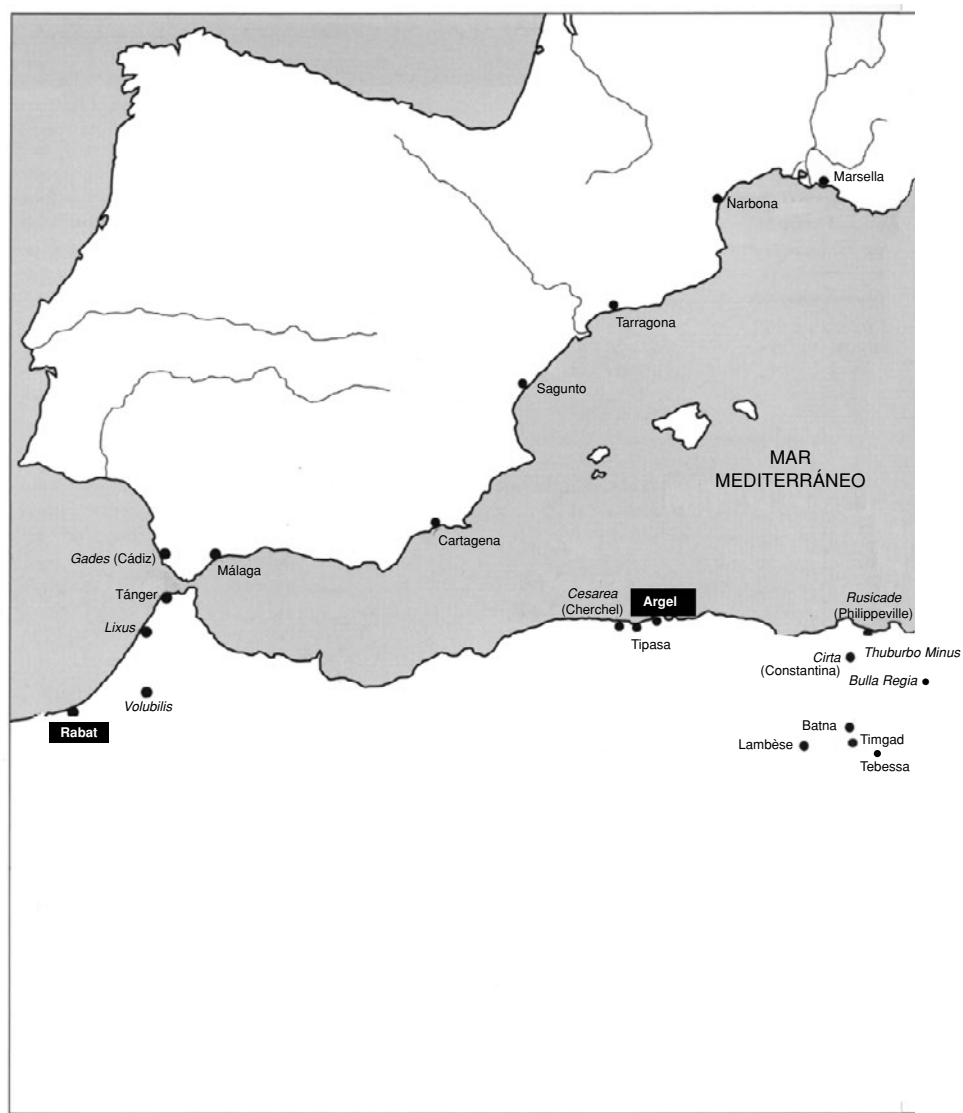 Marsella
Narbona
Tarragona
Sagunto
MAR
MEDITERRÁNEO
Cartagena
Gades (Cádiz)
Málaga
Tánger
Cesarea
(Cherchel)
Argel
Rusicade
(Philippeville)
Lixus
Tipasa
Cirta
(Constantina)
Thuburbo Minus
Bulla Regia
Volubilis
Rabat
Batna
Lambèse
Timgad
Tebessa